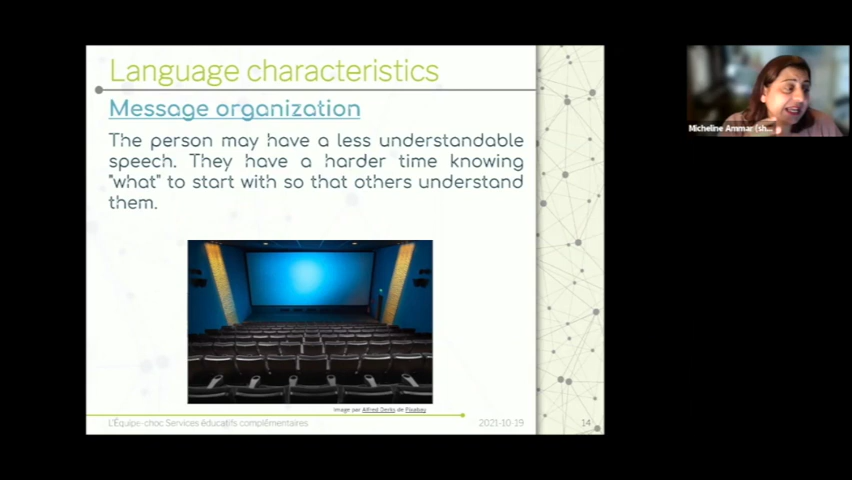 Language characteristics
Message organization
The person may have a less understandable
speech. They have a harder time knowing
"what" to start with so that others understand
them.
Image par Alfred Derks de Pixabay
L'Équipe-choc Services éducatifs complémentaires
2021-10-19
14
Micheline Ammar (sh...